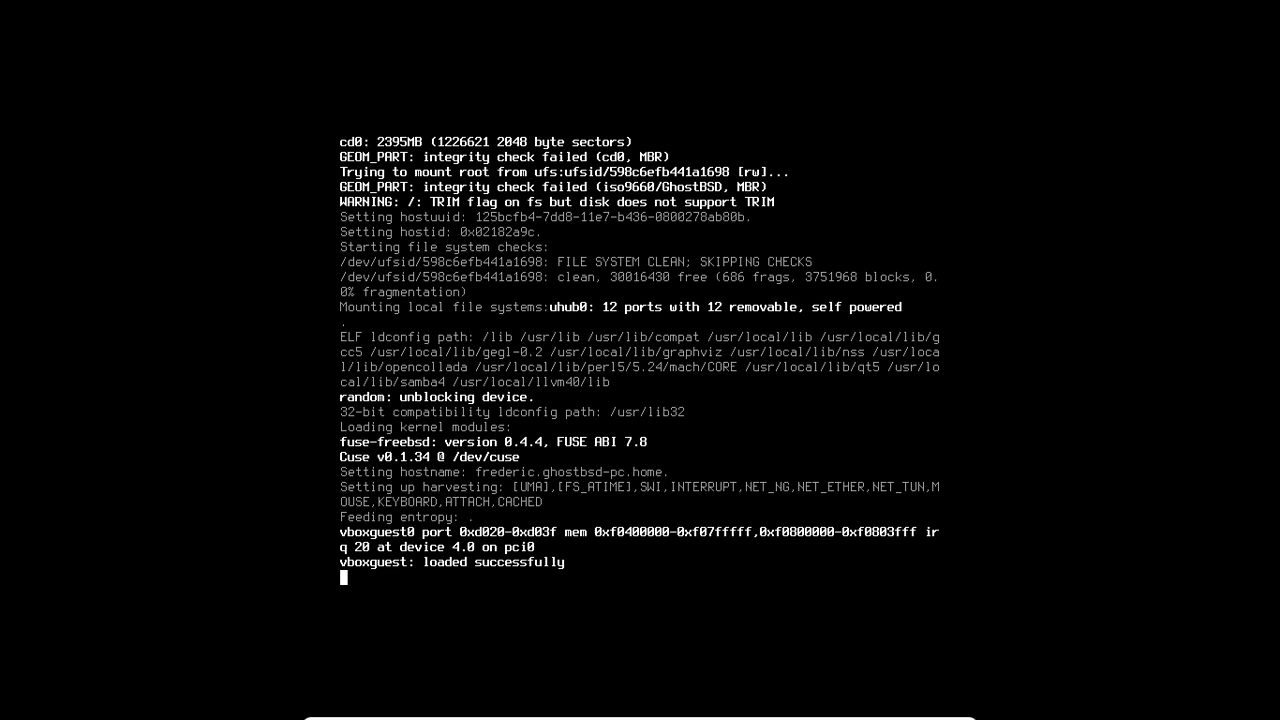 cd0: 2395MB (1226621 2048 byte sectors)
GEOM_PART: integrity check failed (cd0, MBR)
Trying to mount root from ufs:ufsid/598c6efb441a1698 [rw]...
GEOM_PART: integrity check failed (iso9660/GhostBSD, MBR)
WARNING: /: TRIM flag on fs but disk does not support TRIM
Setting hostuuid: 125bcfb4-7dd8-11e7-b436-0800278ab80b.
Setting hostid: 0x02182a9c.
Starting file system checks:
/dev/ufsid/598c6efb441a1698: FILE SYSTEM CLEAN; SKIPPING CHECKS
/dev/ufsid/598c6efb441a1698: clean, 30016430 free (686 frags, 3751968 blocks, 0.
0% fragmentation)
Mounting local file systems:uhub0: 12 ports with 12 removable, self powered
.
ELF ldconfig path: /lib /usr/lib /usr/lib/compat /usr/local/lib /usr/local/lib/g
cc5 /usr/local/lib/gegl-0.2 /usr/local/lib/graphviz /usr/local/lib/nss /usr/loca
l/lib/opencollada /usr/local/lib/perl5/5.24/mach/CORE /usr/local/lib/qt5 /usr/lo
cal/lib/samba4 /usr/local/llvm40/lib
random: unblocking device.
32-bit compatibility ldconfig path: /usr/lib32
Loading kernel modules:
fuse-freebsd: version 0.4.4, FUSE ABI 7.8
Cuse v0.1.34 @ /dev/cuse
Setting hostname: frederic.ghostbsd-pc.home.
Setting up harvesting: [UMA],[FS_ATIME],SWI,INTERRUPT,NET_NG,NET_ETHER,NET_TUN,M
OUSE,KEYBOARD,ATTACH,CACHED
Feeding entropy: .
vboxguest0 port 0xd020-0xd03f mem 0xf0400000-0xf07fffff,0xf0800000-0xf0803fff ir
q 20 at device 4.0 on pci0
vboxguest: loaded successfully